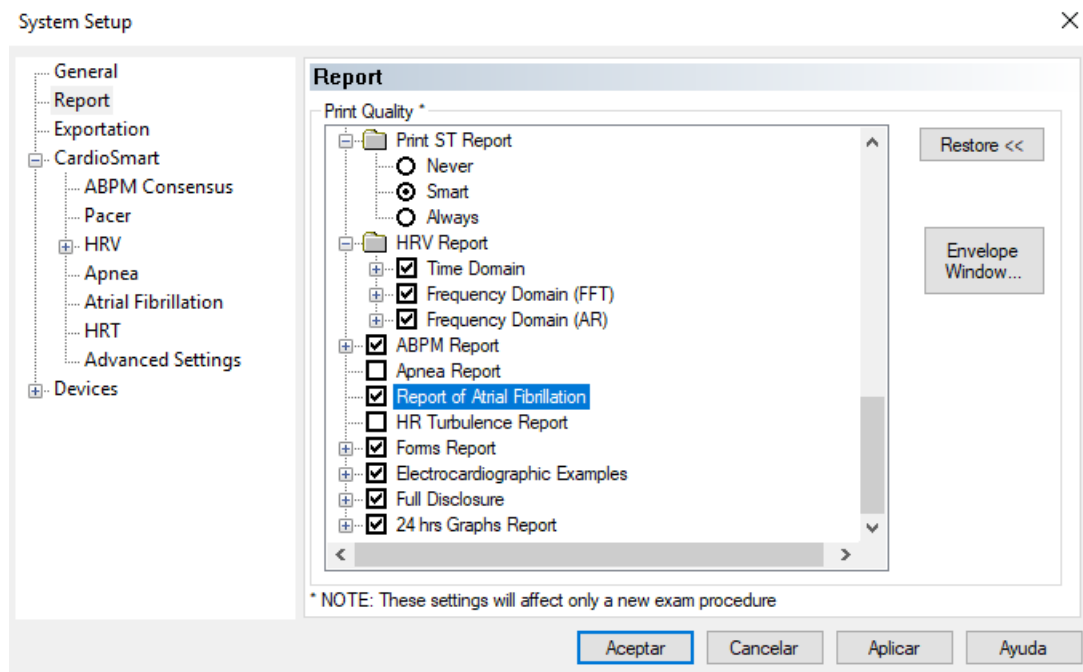 System Setup
General
Report
Exportation
CardioSmart
ABPM Consensus
Pacer
HRV
Apnea
Atrial Fibrillation
HRT
Advanced Settings
Devices
Report
Print Quality *
Print ST Report
Never
Smart
Always
HRV Report
Time Domain
Frequency Domain (FFT)
Frequency Domain (AR)
ABPM Report
Apnea Report
Report of Atrial Fibrillation
HR Turbulence Report
Forms Report
Electrocardiographic Examples
Full Disclosure
24 hrs Graphs Report
Restore <<
Envelope
Window...
* NOTE: These settings will affect only a new exam procedure
Aceptar Cancelar Aplicar Ayuda